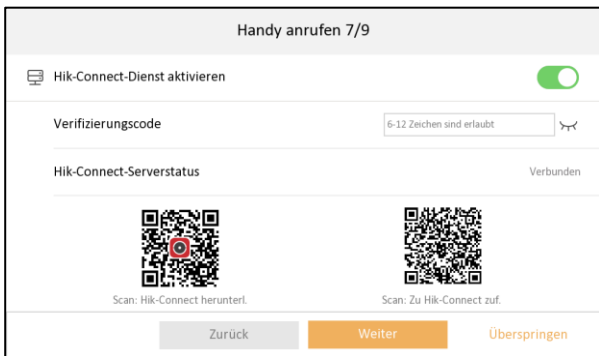 Handy anrufen 7/9
Hik-Connect-Dienst aktivieren
Verifizierungscode
6-12 Zeichen sind erlaubt
Hik-Connect-Serverstatus
Verbunden
Scan: Hik-Connect herunterl.
Scan: Zu Hik-Connect zuf.
Zurück
Weiter
Überspringen